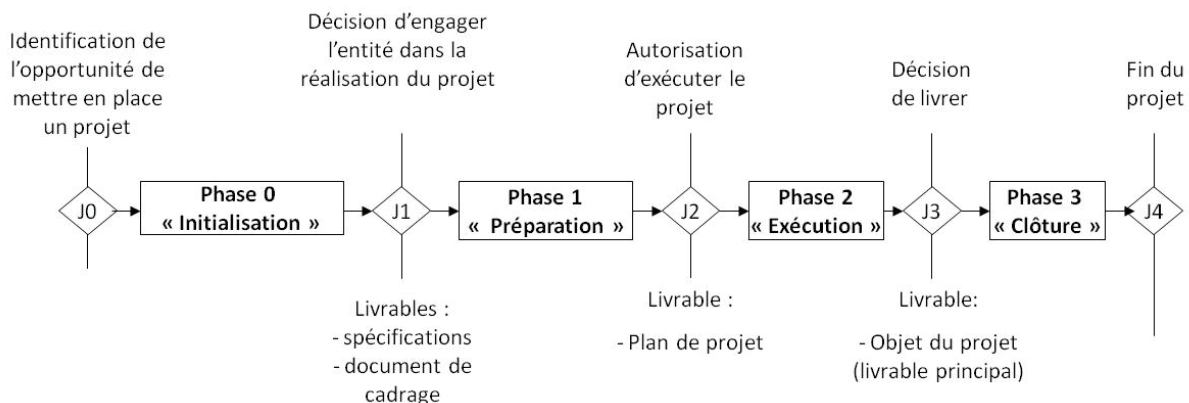 Identification de
l’opportunité de
mettre en place
un projet
Décision d’engager
l’entité dans la
réalisation du projet
Autorisation
d’exécuter le
projet
Décision
de livrer
Fin du
projet
J0
Phase 0
« Initialisation »
J1
Phase 1
« Préparation »
J2
Phase 2
« Exécution »
J3
Phase 3
« Clôture »
J4
Livrables :
- spécifications
- document de
cadrage
Livrable :
- Plan de projet
Livrable:
- Objet du projet
(livrable principal)